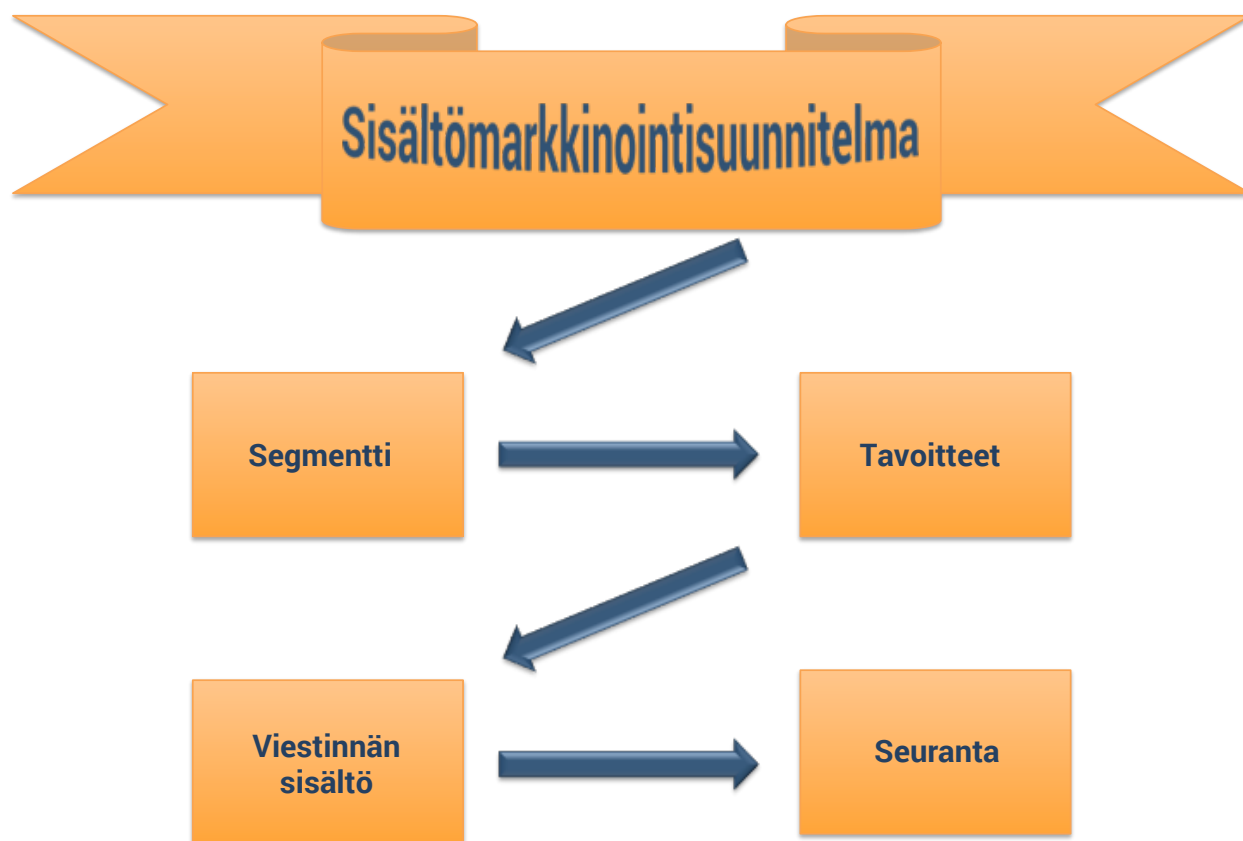 Sisältömarkkinointisuunnitelma
Segmentti
Tavoitteet
Viestinnän
sisältö
Seuranta